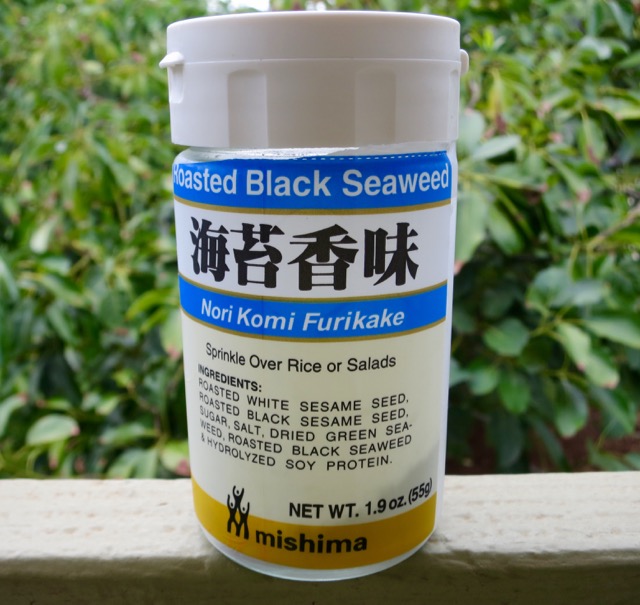 Roasted Black Seaweed
海苔香味
Nori Komi Furikake
Sprinkle Over Rice or Salads
INGREDIENTS:
ROASTED WHITE SESAME SEED,
ROASTED BLACK SESAME SEED,
SUGAR, SALT, DRIED GREEN SEA-
WEED, ROASTED BLACK SEAWEED
& HYDROLYZED SOY PROTEIN.
NET WT. 1.9 oz. (55g)
mishima